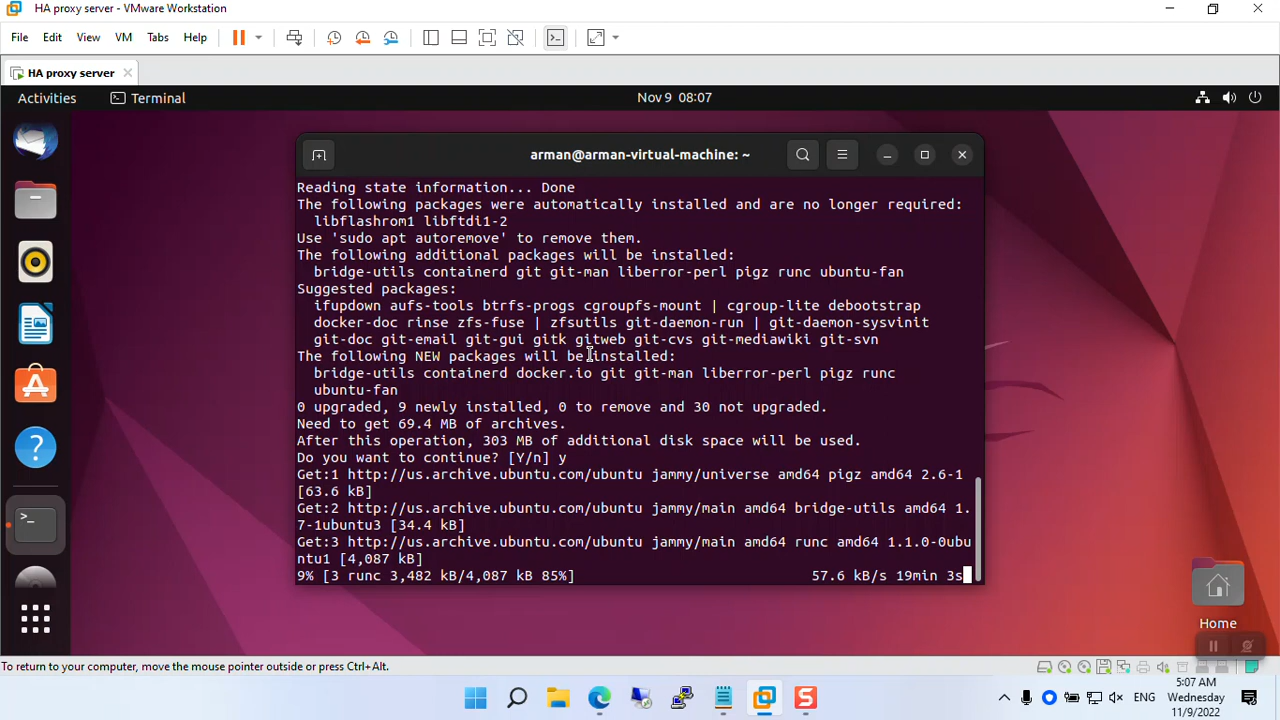 HA proxy server - VMware Workstation
File Edit View VM Tabs Help
HA proxy server
Activities Terminal Nov 9 08:07
arman@arman-virtual-machine: ~
Reading state information... Done
The following packages were automatically installed and are no longer required:
libflashrom1 libftdi1-2
Use 'sudo apt autoremove' to remove them.
The following additional packages will be installed:
bridge-utils containerd git git-man liberror-perl pigz runc ubuntu-fan
Suggested packages:
ifupdown aufs-tools btrfs-progs cgroupfs-mount | cgroup-lite debootstrap
docker-doc rinse zfs-fuse | zfsutils git-daemon-run | git-daemon-sysvinit
git-doc git-email git-gui gitk gitweb git-cvs git-mediawiki git-svn
The following NEW packages will be installed:
bridge-utils containerd docker.io git git-man liberror-perl pigz runc
ubuntu-fan
0 upgraded, 9 newly installed, 0 to remove and 30 not upgraded.
Need to get 69.4 MB of archives.
After this operation, 303 MB of additional disk space will be used.
Do you want to continue? [Y/n] y
Get:1 http://us.archive.ubuntu.com/ubuntu jammy/universe amd64 pigz amd64 2.6-1
[63.6 kB]
Get:2 http://us.archive.ubuntu.com/ubuntu jammy/main amd64 bridge-utils amd64 1.
7-1ubuntu3 [34.4 kB]
Get:3 http://us.archive.ubuntu.com/ubuntu jammy/main amd64 runc amd64 1.1.0-0ubu
ntu1 [4,087 kB]
9% [3 runc 3,482 kB/4,087 kB 85%] 57.6 kB/s 19min 3s
Home
To return to your computer, move the mouse pointer outside or press Ctrl+Alt.
ENG
5:07 AM
Wednesday
11/9/2022